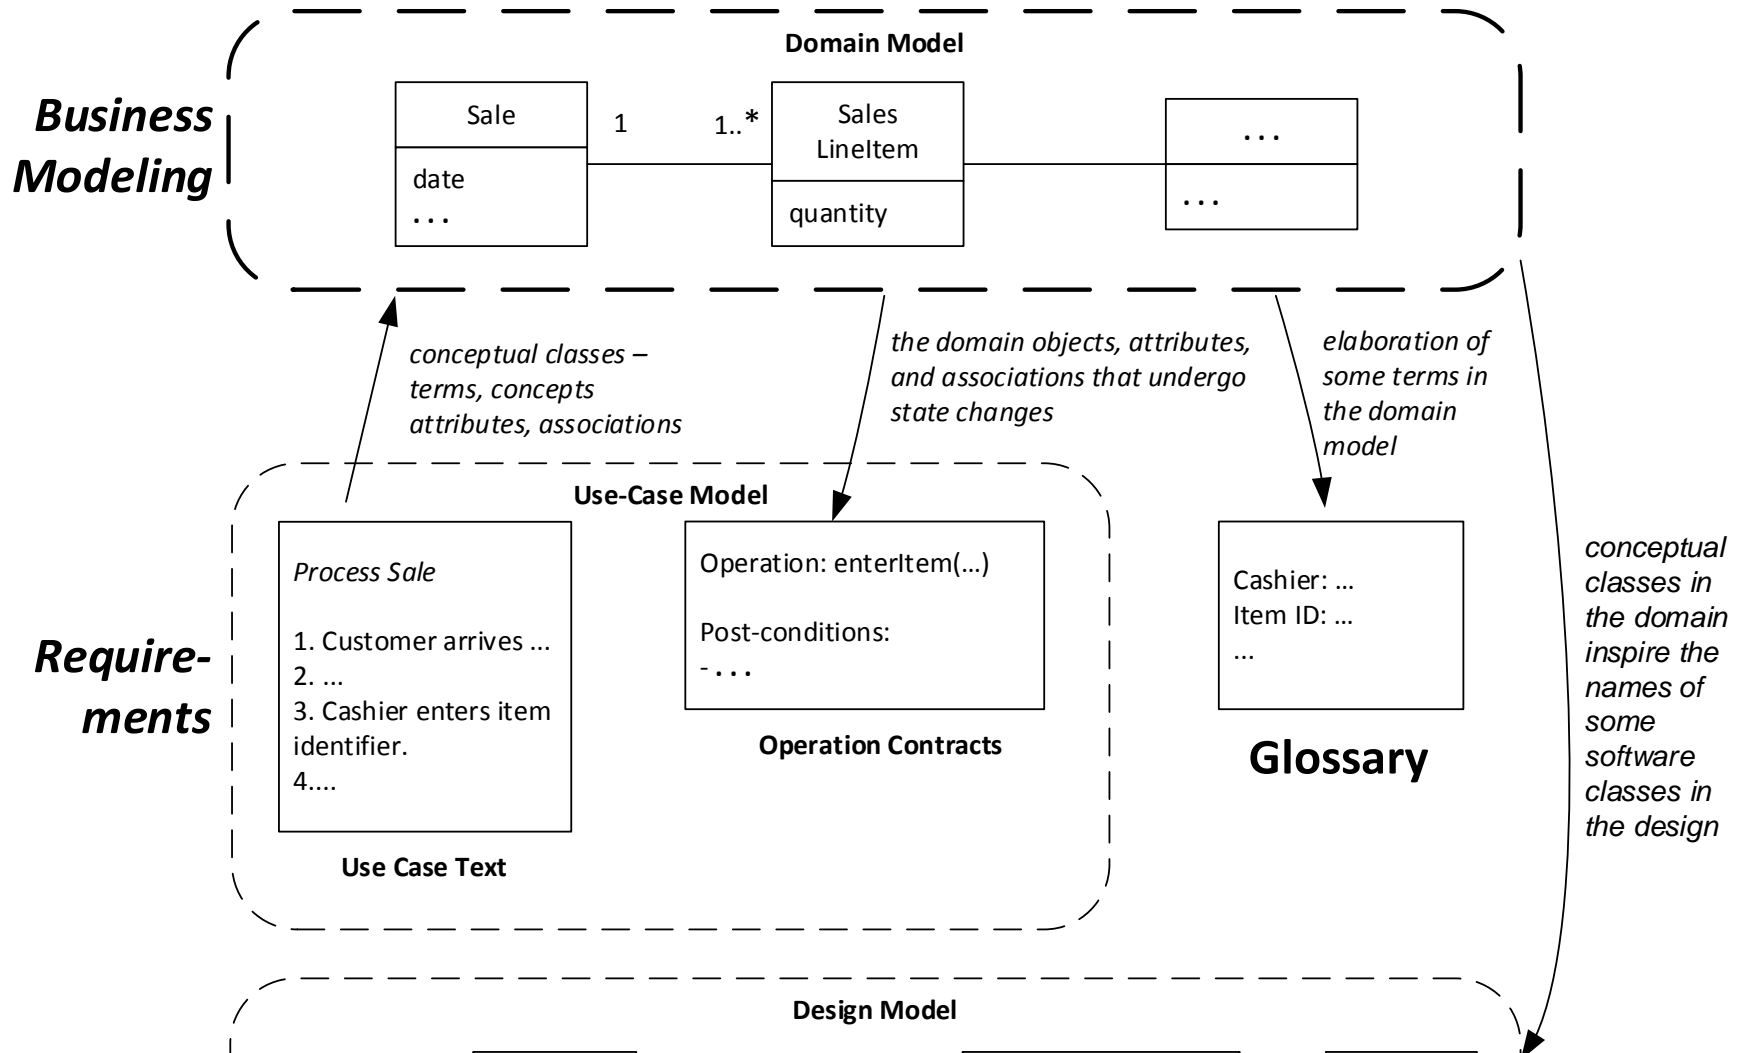 Domain Model
Business
Modeling
Sale
date
...
1
1..*
Sales
LineItem
quantity
...
...
conceptual classes –
terms, concepts
attributes, associations
the domain objects, attributes,
and associations that undergo
state changes
elaboration of
some terms in
the domain
model
conceptual
classes in
the domain
inspire the
names of
some
software
classes in
the design
Require-
ments
Use-Case Model
Process Sale
1. Customer arrives ...
2. ...
3. Cashier enters item
identifier.
4....
Use Case Text
Operation: enterItem(...)
Post-conditions:
- ...
Operation Contracts
Cashier: ...
Item ID: ...
...
Glossary
Design Model